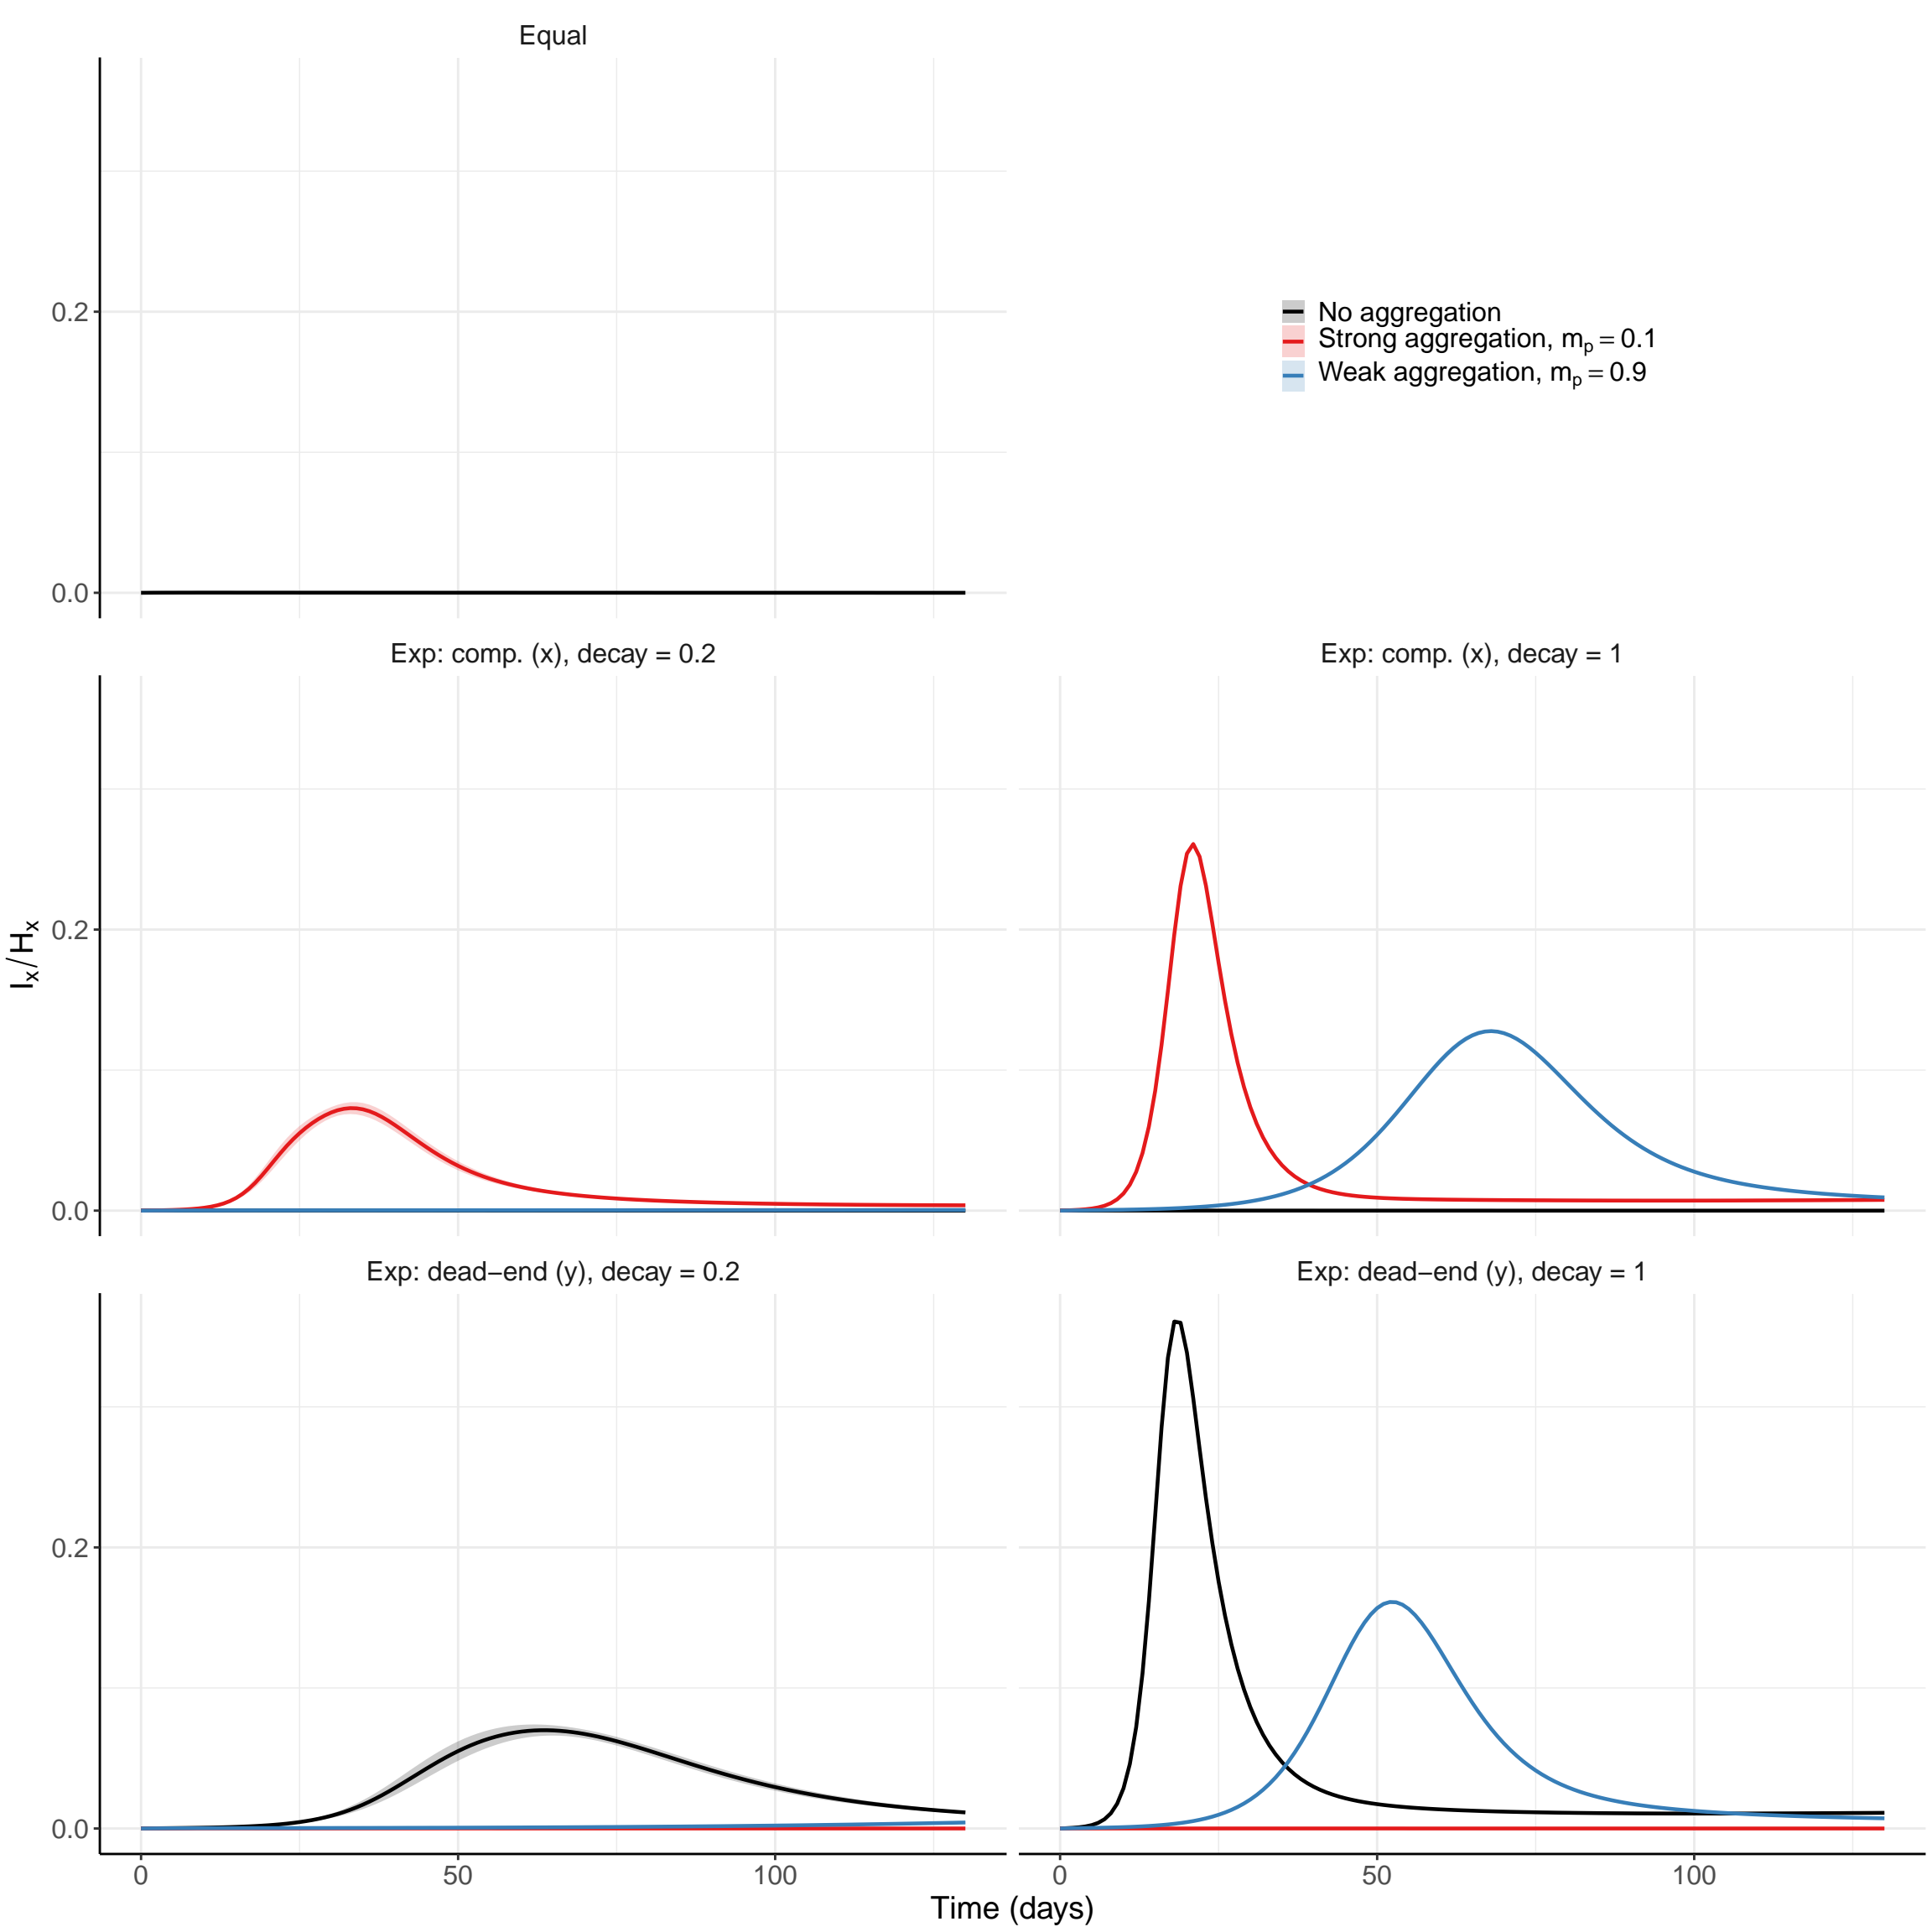 Equal
0.2
0.0
No aggregation
Strong aggregation, mp = 0.1
Weak aggregation, mp = 0.9
Exp: comp. (x), decay = 0.2
Exp: comp. (x), decay = 1
0.2
0.0
Ix/Hx
Exp: dead−end (y), decay = 0.2
Exp: dead−end (y), decay = 1
0.2
0.0
0 50 100
0 50 100
Time (days)